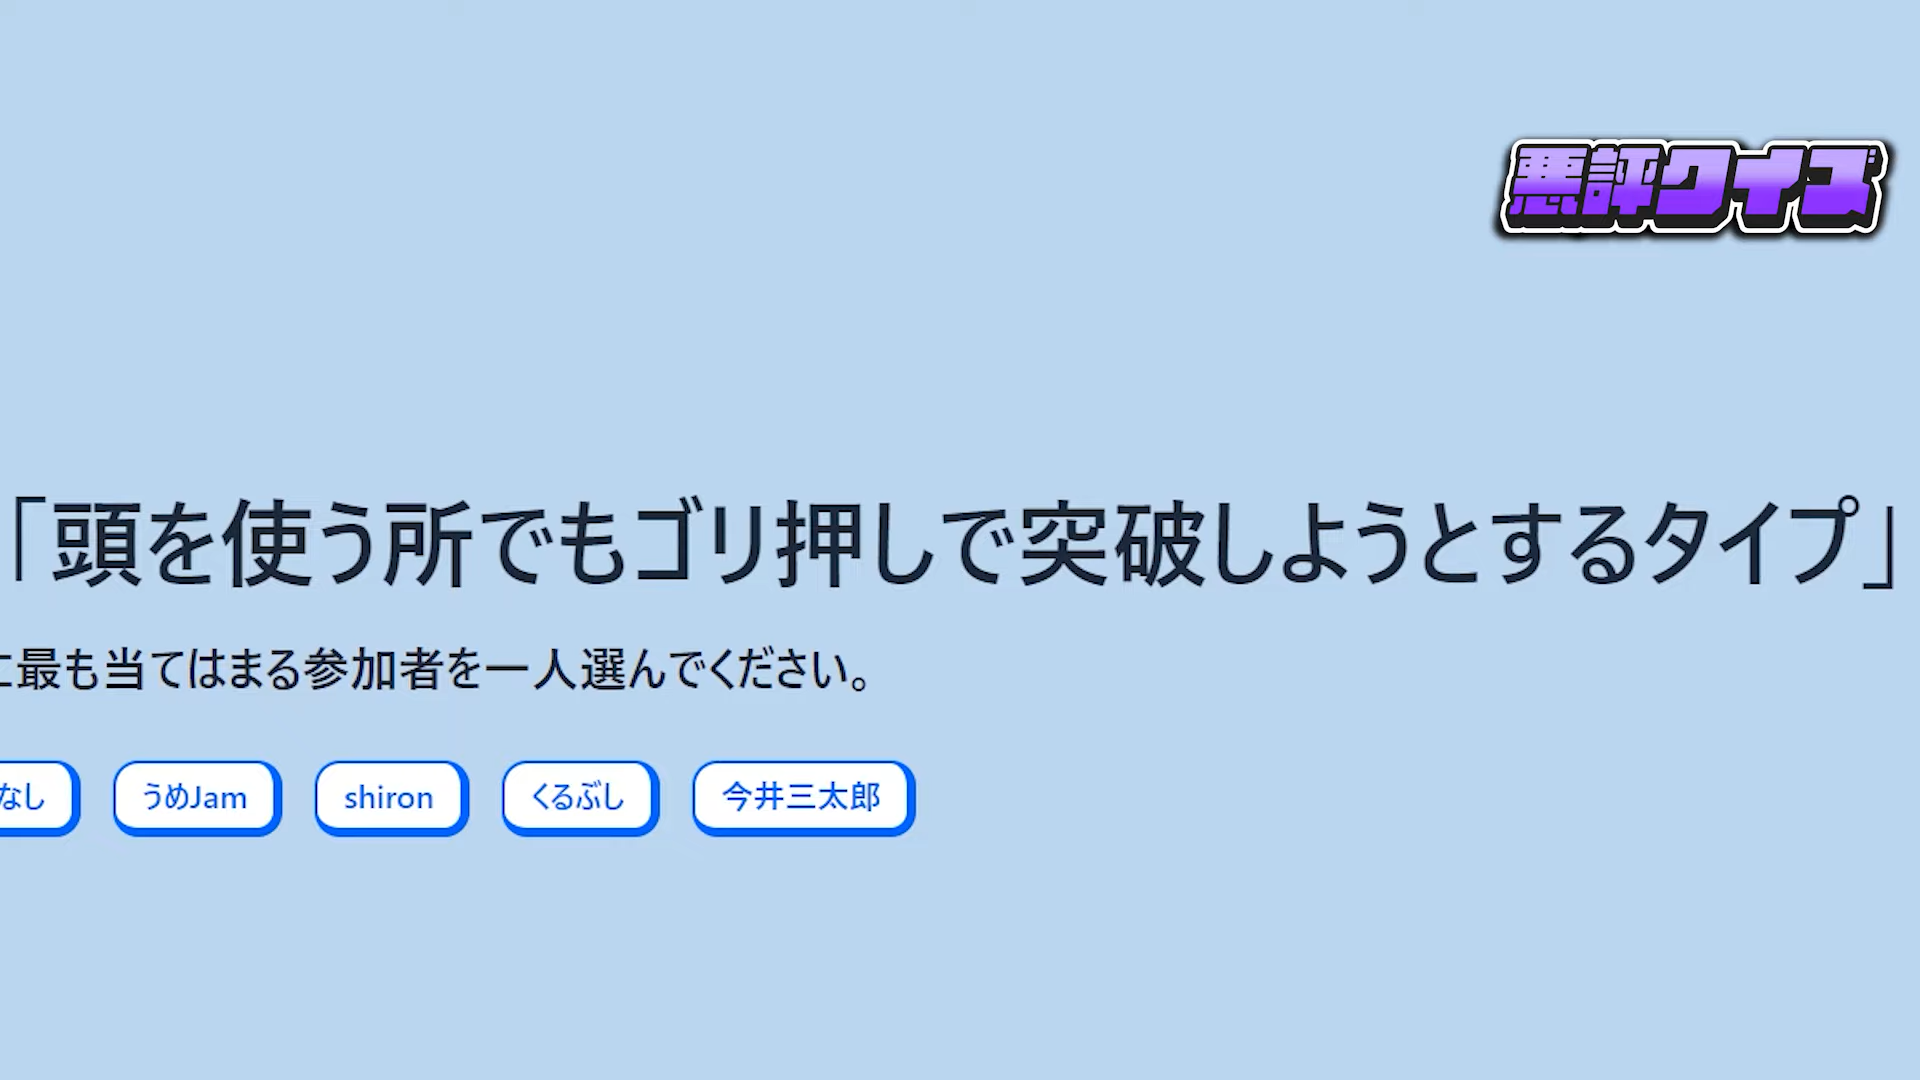 悪評クイズ
「頭を使う所でもゴリ押しで突破しようとするタイプ」
に最も当てはまる参加者を一人選んでください。
なし うめJam shiron くるぶし 今井三太郎